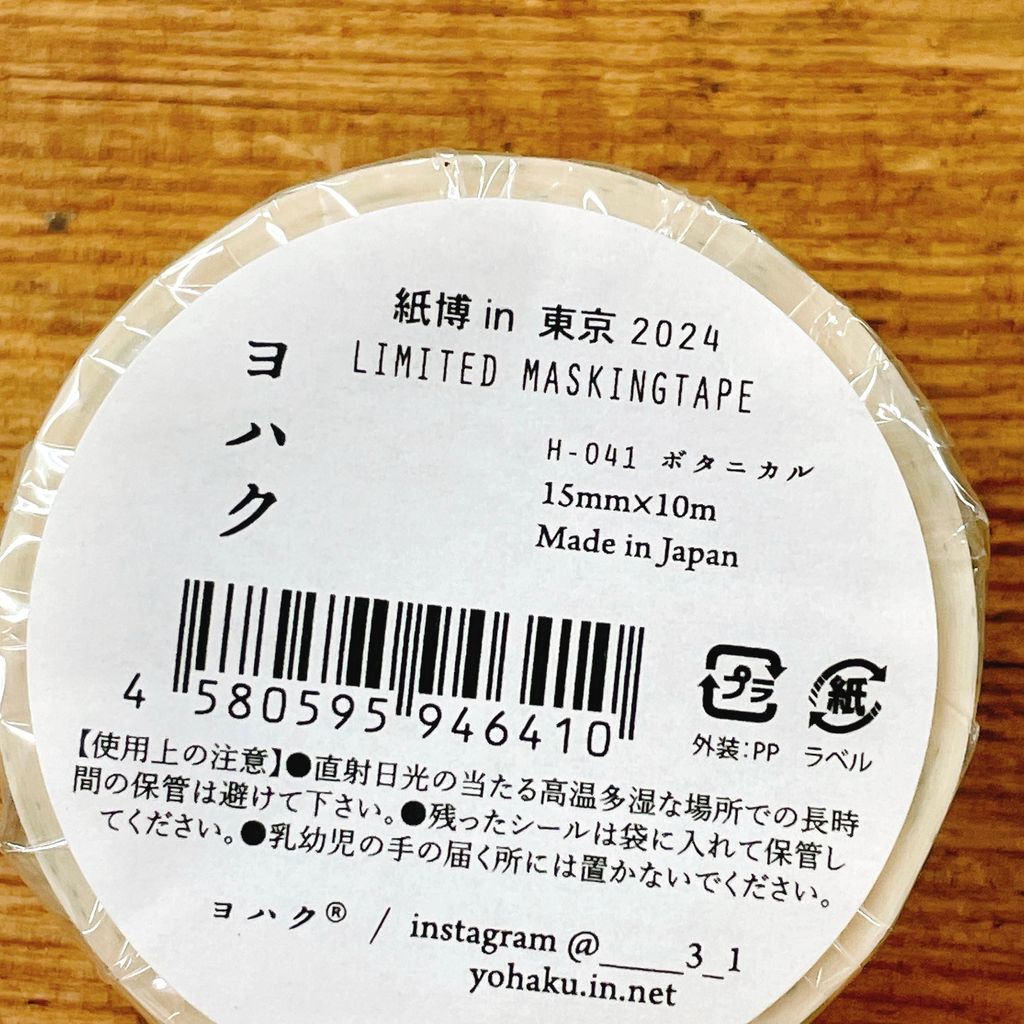 紙博 in 東京 2024
LIMITED MASKINGTAPE
ヨハク
H-041 ボタニカル
15mm×10m
Made in Japan
4 580595 946410
プラ
紙
外装:PP
ラベル
【使用上の注意】●直射日光の当たる高温多湿な場所での長時
間の保管は避けて下さい。●残ったシールは袋に入れて保管し
てください。●乳幼児の手の届く所には置かないでください。
ヨハク® / instagram @_____3_1
yohaku.in.net